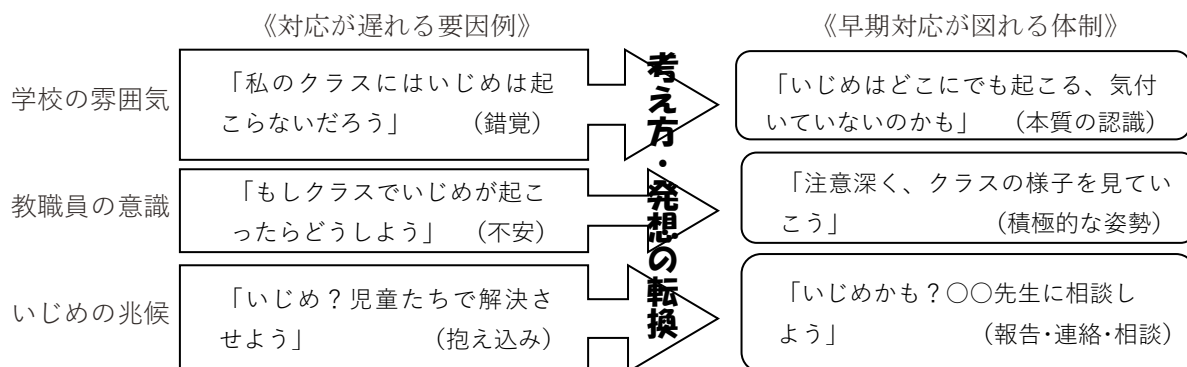 《対応が遅れる要因例》
《早期対応が図れる体制》
学校の雰囲気
「私のクラスにはいじめは起
こらないだろう」 （錯覚）
「いじめはどこにでも起こる、気付
いていないのかも」 （本質の認識）
教職員の意識
「もしクラスでいじめが起こ
ったらどうしよう」 （不安）
「注意深く、クラスの様子を見てい
こう」 （積極的な姿勢）
いじめの兆候
「いじめ？児童たちで解決さ
せよう」 （抱え込み）
「いじめかも？○○先生に相談し
よう」 （報告･連絡･相談）
考え方・発想の転換